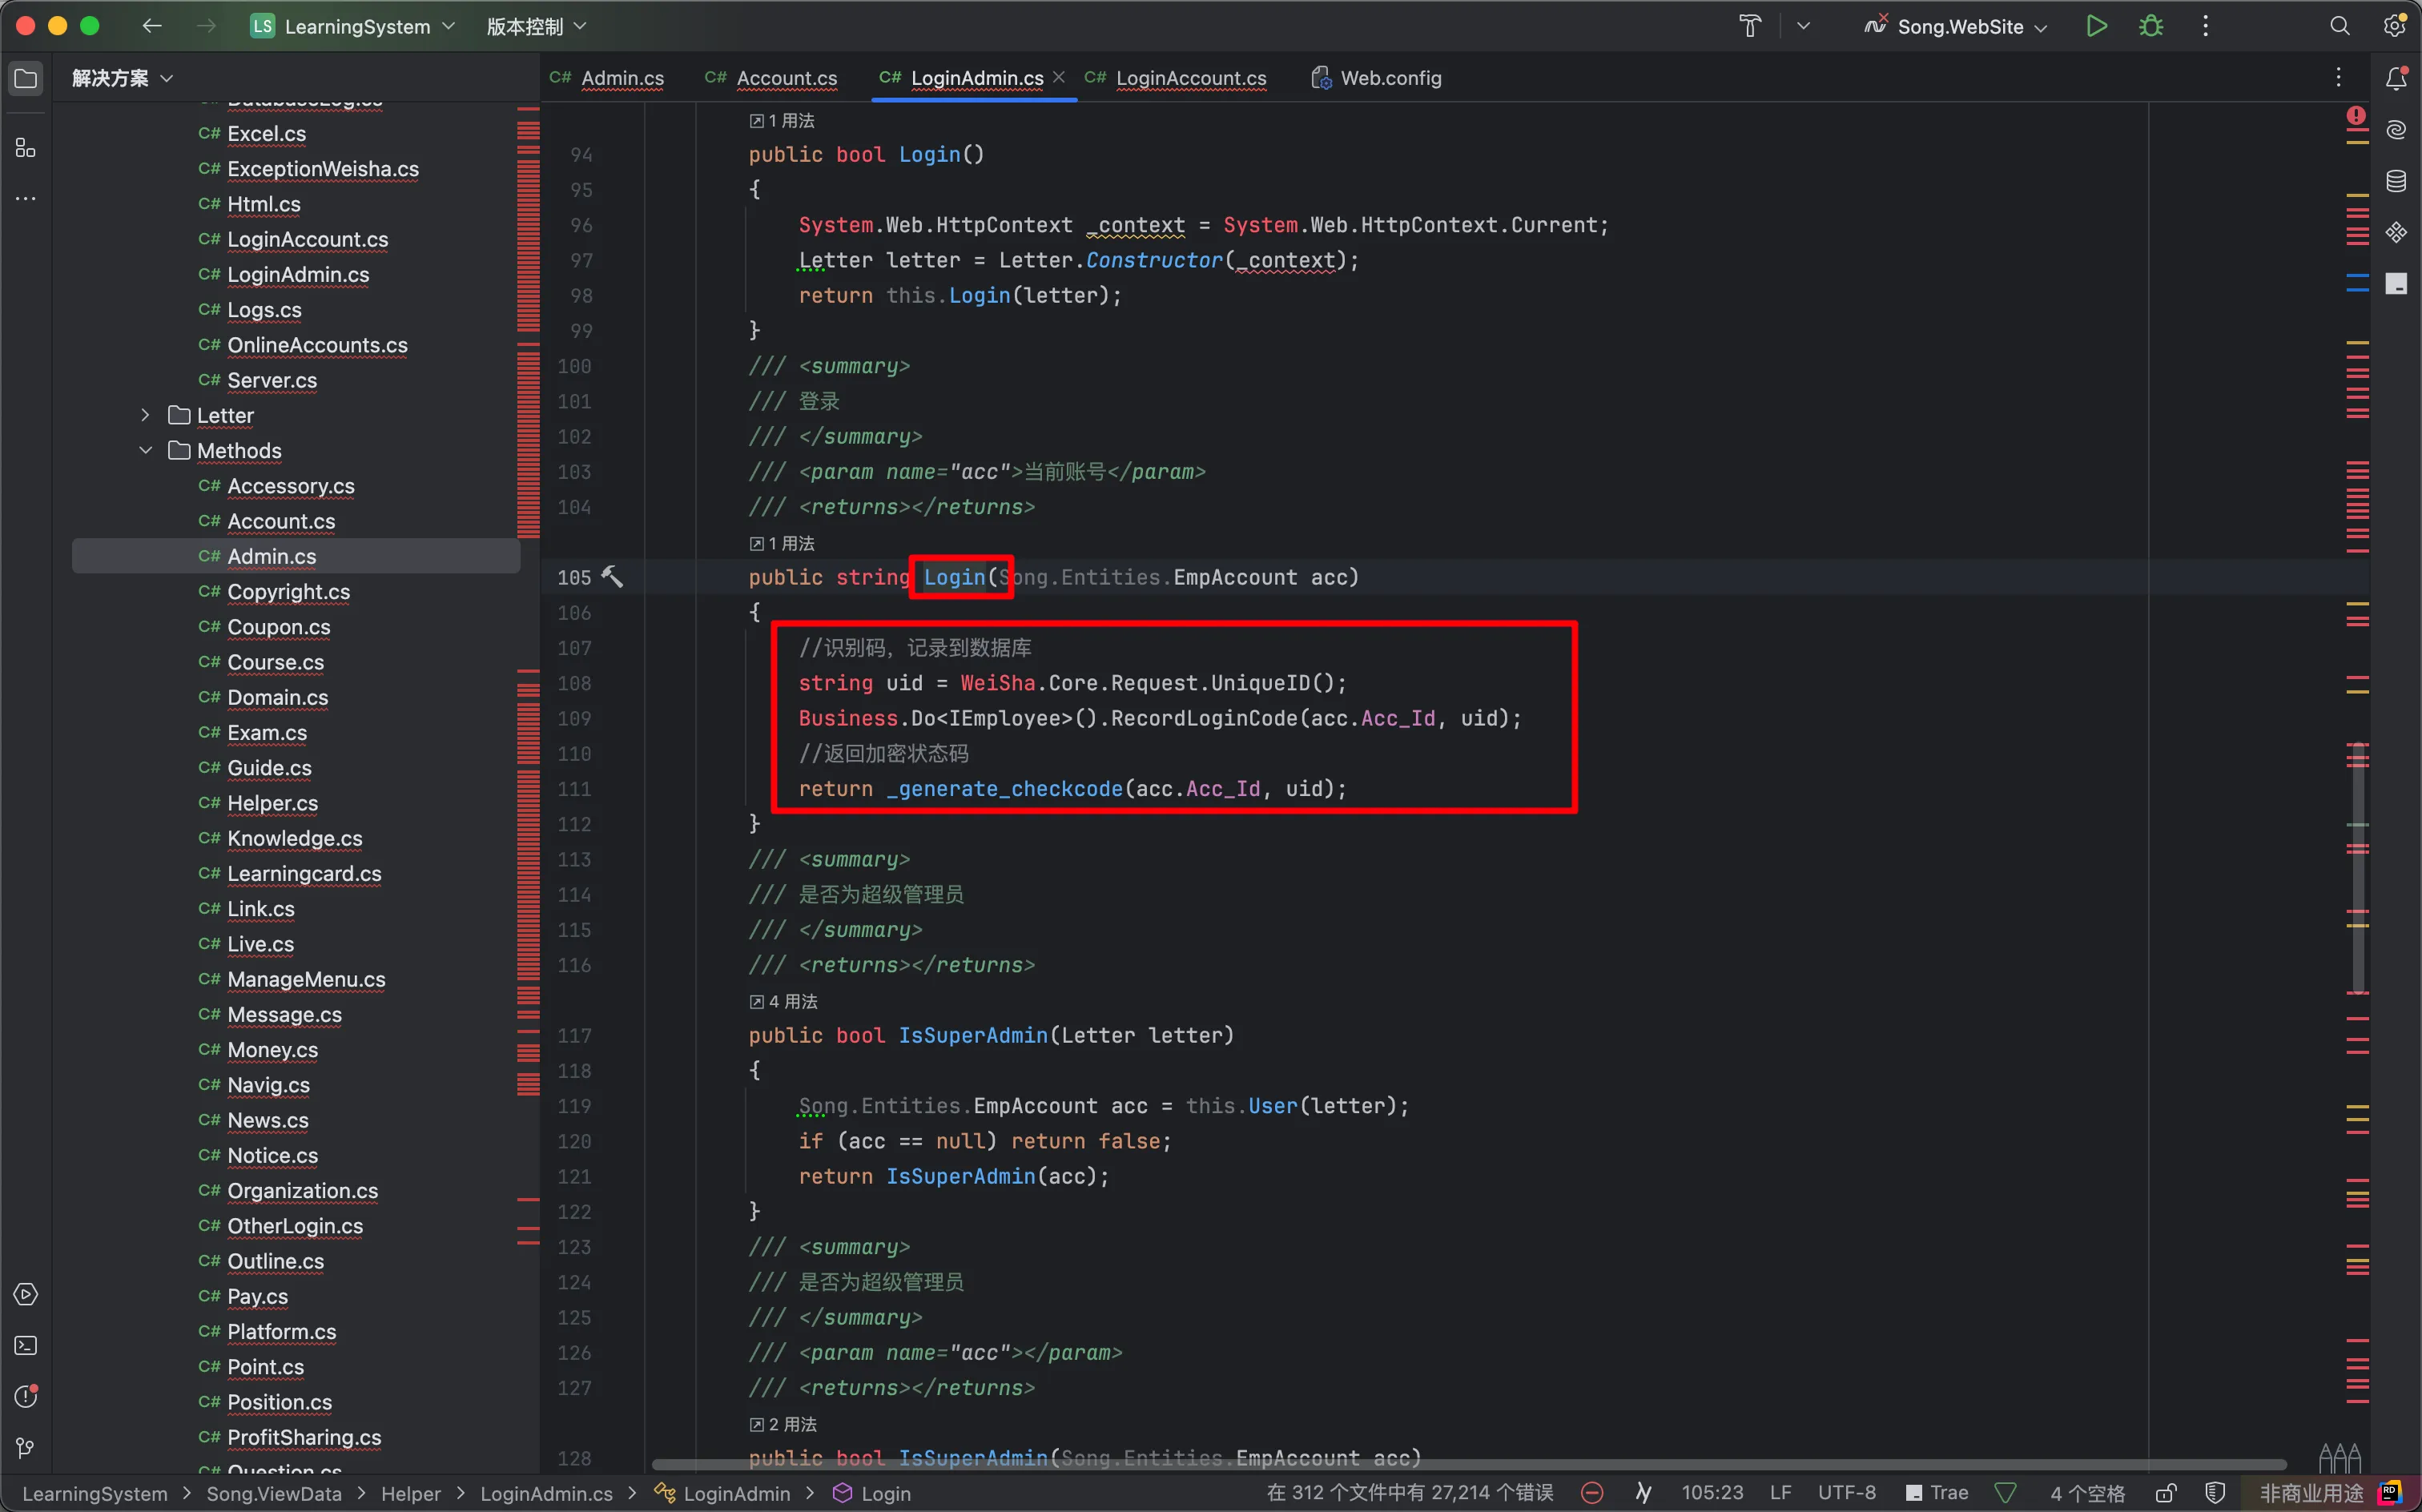 LS LearningSystem 版本控制 Song.WebSite
解决方案
C# Admin.cs C# Account.cs C# LoginAdmin.cs C# LoginAccount.cs Web.config
C# DatabaseLog.cs
C# Excel.cs
C# ExceptionWeisha.cs
C# Html.cs
C# LoginAccount.cs
C# LoginAdmin.cs
C# Logs.cs
C# OnlineAccounts.cs
C# Server.cs
Letter
Methods
C# Accessory.cs
C# Account.cs
C# Admin.cs
C# Copyright.cs
C# Coupon.cs
C# Course.cs
C# Domain.cs
C# Exam.cs
C# Guide.cs
C# Helper.cs
C# Knowledge.cs
C# Learningcard.cs
C# Link.cs
C# Live.cs
C# ManageMenu.cs
C# Message.cs
C# Money.cs
C# Navig.cs
C# News.cs
C# Notice.cs
C# Organization.cs
C# OtherLogin.cs
C# Outline.cs
C# Pay.cs
C# Platform.cs
C# Point.cs
C# Position.cs
C# ProfitSharing.cs
C# Question.cs
1 用法
94 public bool Login()
95 {
96 System.Web.HttpContext _context = System.Web.HttpContext.Current;
97 Letter letter = Letter.Constructor(_context);
98 return this.Login(letter);
99 }
100 /// <summary>
101 /// 登录
102 /// </summary>
103 /// <param name="acc">当前账号</param>
104 /// <returns></returns>
1 用法
105 public string Login(Song.Entities.EmpAccount acc)
106 {
107 //识别码，记录到数据库
108 string uid = WeiSha.Core.Request.UniqueID();
109 Business.Do<IEmployee>().RecordLoginCode(acc.Acc_Id, uid);
110 //返回加密状态码
111 return _generate_checkcode(acc.Acc_Id, uid);
112 }
113 /// <summary>
114 /// 是否为超级管理员
115 /// </summary>
116 /// <returns></returns>
4 用法
117 public bool IsSuperAdmin(Letter letter)
118 {
119 Song.Entities.EmpAccount acc = this.User(letter);
120 if (acc == null) return false;
121 return IsSuperAdmin(acc);
122 }
123 /// <summary>
124 /// 是否为超级管理员
125 /// </summary>
126 /// <param name="acc"></param>
127 /// <returns></returns>
2 用法
128 public bool IsSuperAdmin(Song.Entities.EmpAccount acc)
LearningSystem > Song.ViewData > Helper > LoginAdmin.cs > LoginAdmin > Login 在 312 个文件中有 27,214 个错误 105:23 LF UTF-8 Trae 4 个空格 非商业用途 RD